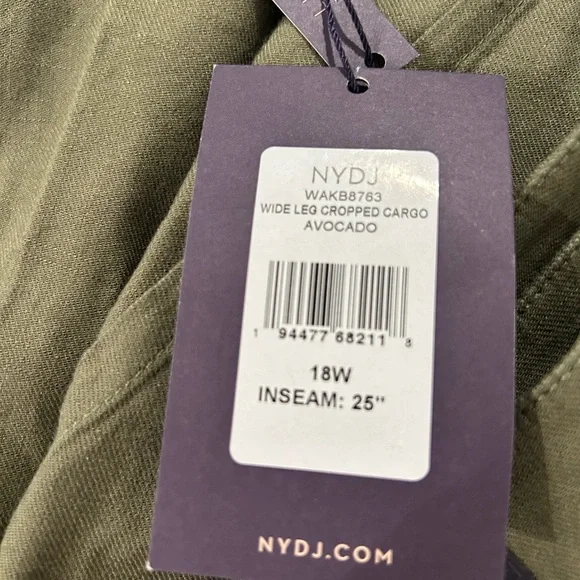 NYDJ
WAKB8763
WIDE LEG CROPPED CARGO
AVOCADO
1 94477 68211 8
18W
INSEAM: 25"
NYDJ.COM